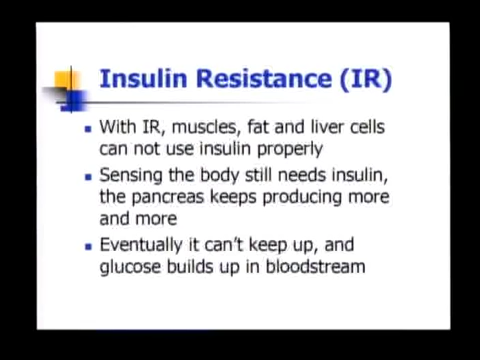 Insulin Resistance (IR)
With IR, muscles, fat and liver cells
can not use insulin properly
Sensing the body still needs insulin,
the pancreas keeps producing more
and more
Eventually it can't keep up, and
glucose builds up in bloodstream